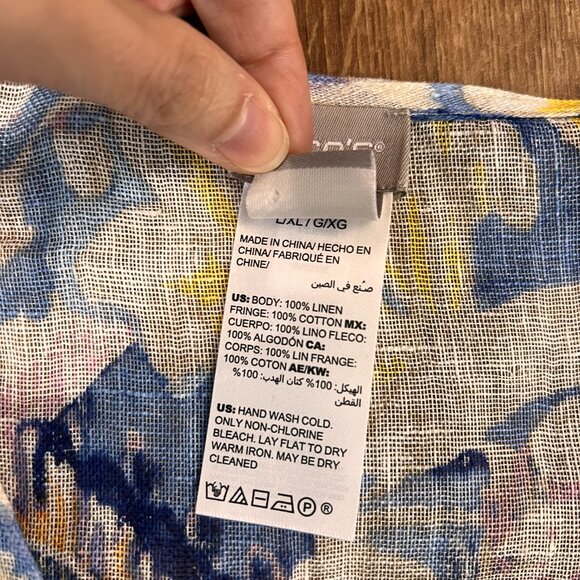 L/XL / G/XG
MADE IN CHINA/ HECHO EN
CHINA/ FABRIQUÉ EN
CHINE/
صنع في الصين
US: BODY: 100% LINEN
FRINGE: 100% COTTON MX:
CUERPO: 100% LINO FLECO:
100% ALGODÓN CA:
CORPS: 100% LIN FRANGE:
100% COTON AE/KW:
الهيكل: 100% كتان الهدب: 100%
القطن
US: HAND WASH COLD.
ONLY NON-CHLORINE
BLEACH. LAY FLAT TO DRY
WARM IRON. MAY BE DRY
CLEANED
P ®